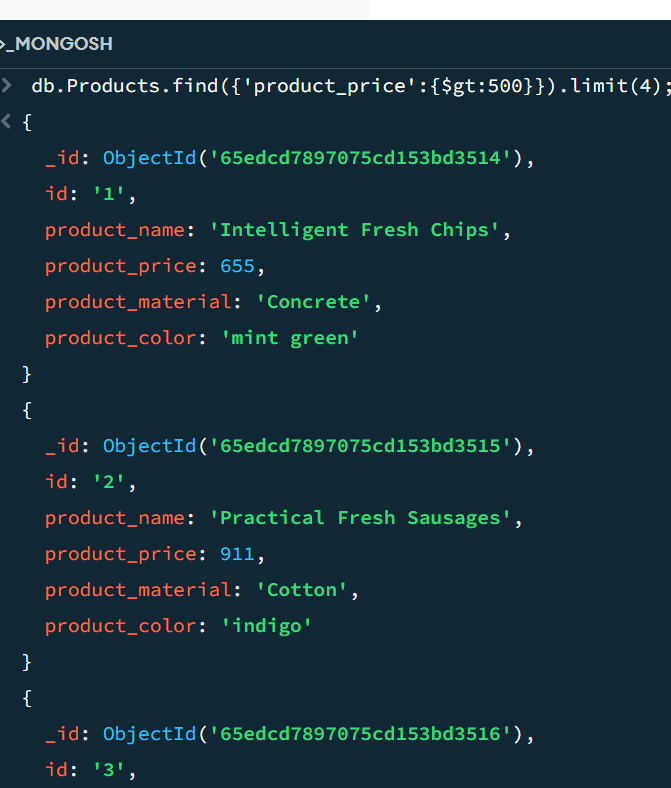 >_MONGOSH
> db.Products.find({'product_price':{$gt:500}}).limit(4);
< {
_id: ObjectId('65edcd7897075cd153bd3514'),
id: '1',
product_name: 'Intelligent Fresh Chips',
product_price: 655,
product_material: 'Concrete',
product_color: 'mint green'
}
{
_id: ObjectId('65edcd7897075cd153bd3515'),
id: '2',
product_name: 'Practical Fresh Sausages',
product_price: 911,
product_material: 'Cotton',
product_color: 'indigo'
}
{
_id: ObjectId('65edcd7897075cd153bd3516'),
id: '3',